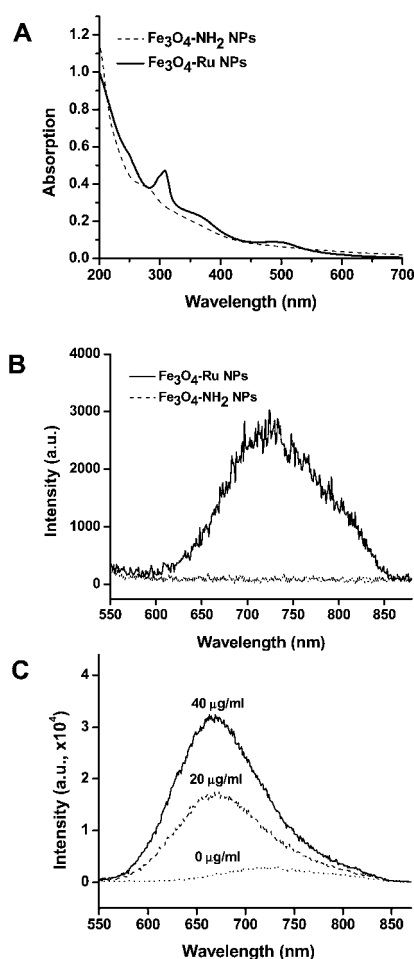 A
Fe₃O₄-NH₂ NPs
Fe₃O₄-Ru NPs
1.2
1.0
0.8
0.6
0.4
0.2
0.0
Absorption
200 300 400 500 600 700
Wavelength (nm)
B
Fe₃O₄-Ru NPs
Fe₃O₄-NH₂ NPs
4000
3000
2000
1000
0
Intensity (a.u.)
550 600 650 700 750 800 850
Wavelength (nm)
C
40 μg/ml
20 μg/ml
0 μg/ml
4
3
2
1
0
Intensity (a.u., x10⁴)
550 600 650 700 750 800 850
Wavelength (nm)